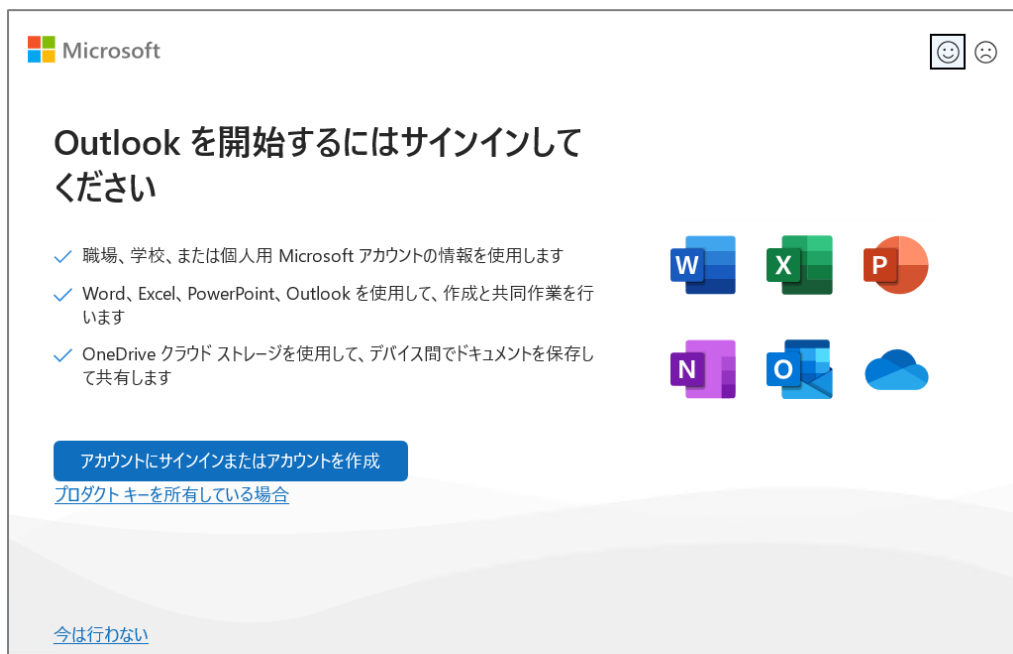 Microsoft
Outlook を開始するにはサインインして
ください
職場、学校、または個人用 Microsoft アカウントの情報を使用します
Word、Excel、PowerPoint、Outlook を使用して、作成と共同作業を行
います
OneDrive クラウド ストレージを使用して、デバイス間でドキュメントを保存し
て共有します
W
X
P
N
O
アカウントにサインインまたはアカウントを作成
プロダクト キーを所有している場合
今は行わない